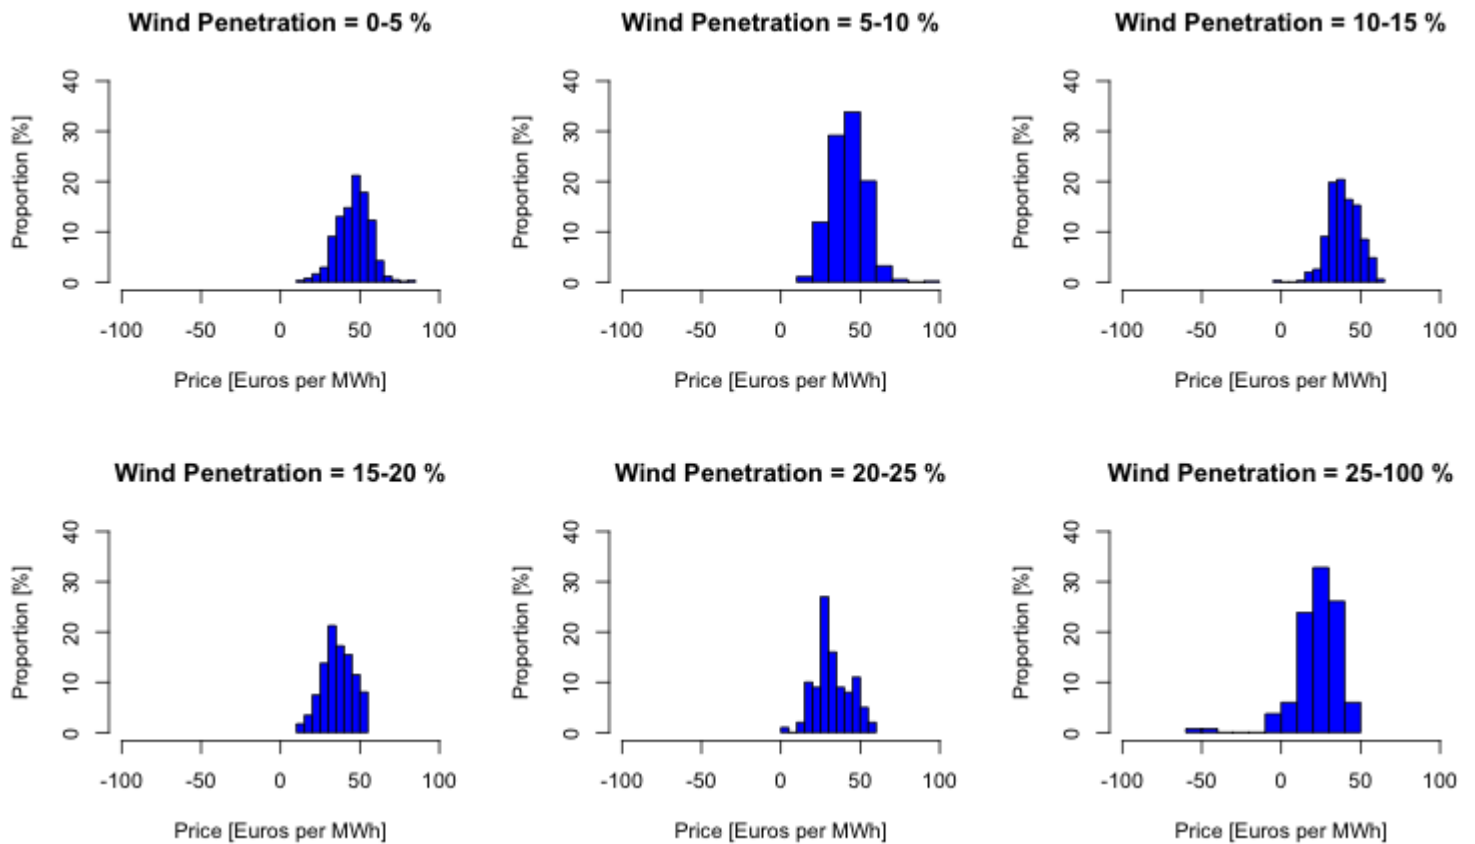 Wind Penetration = 0-5 %
Proportion [%]
40
30
20
10
0
-100 -50 0 50 100
Price [Euros per MWh]
Wind Penetration = 5-10 %
Proportion [%]
40
30
20
10
0
-100 -50 0 50 100
Price [Euros per MWh]
Wind Penetration = 10-15 %
Proportion [%]
40
30
20
10
0
-100 -50 0 50 100
Price [Euros per MWh]
Wind Penetration = 15-20 %
Proportion [%]
40
30
20
10
0
-100 -50 0 50 100
Price [Euros per MWh]
Wind Penetration = 20-25 %
Proportion [%]
40
30
20
10
0
-100 -50 0 50 100
Price [Euros per MWh]
Wind Penetration = 25-100 %
Proportion [%]
40
30
20
10
0
-100 -50 0 50 100
Price [Euros per MWh]